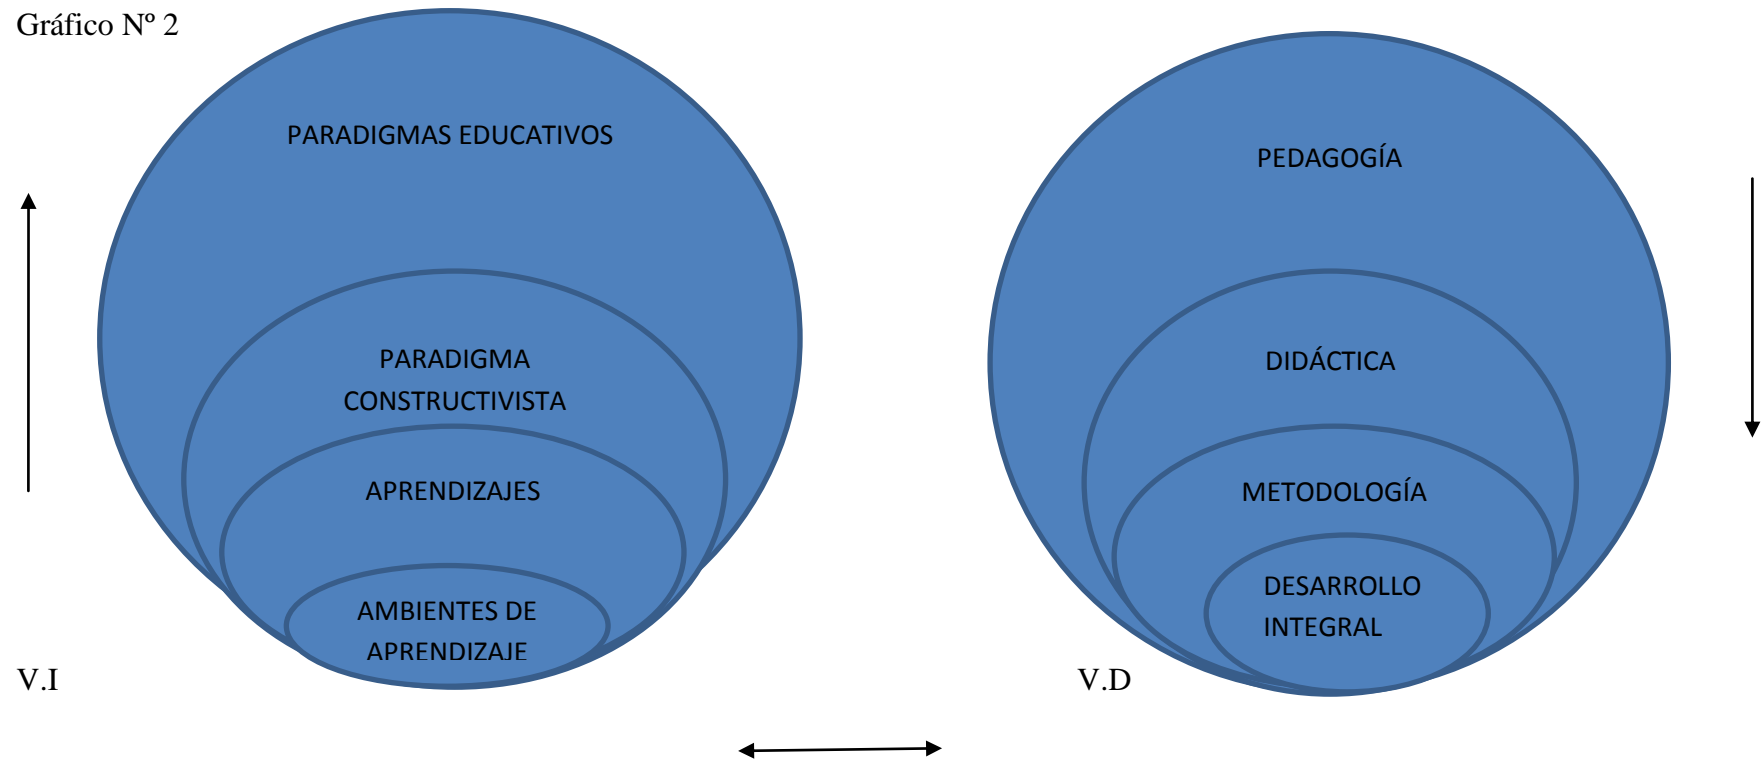 Gráfico Nº 2
PARADIGMAS EDUCATIVOS
PARADIGMA
CONSTRUCTIVISTA
APRENDIZAJES
AMBIENTES DE
APRENDIZAJE
V.I
PEDAGOGÍA
DIDÁCTICA
METODOLOGÍA
DESARROLLO
INTEGRAL
V.D